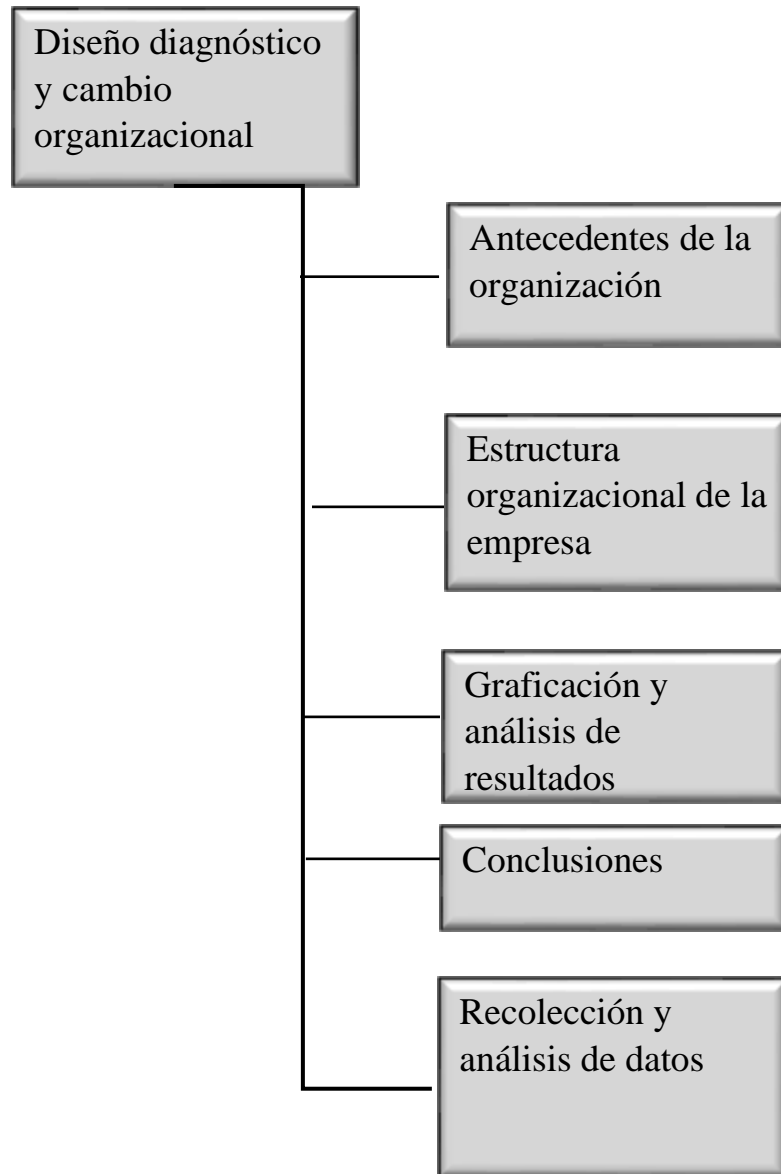 Diseño diagnóstico
y cambio
organizacional
Antecedentes de la
organización
Estructura
organizacional de la
empresa
Graficación y
análisis de
resultados
Conclusiones
Recolección y
análisis de datos